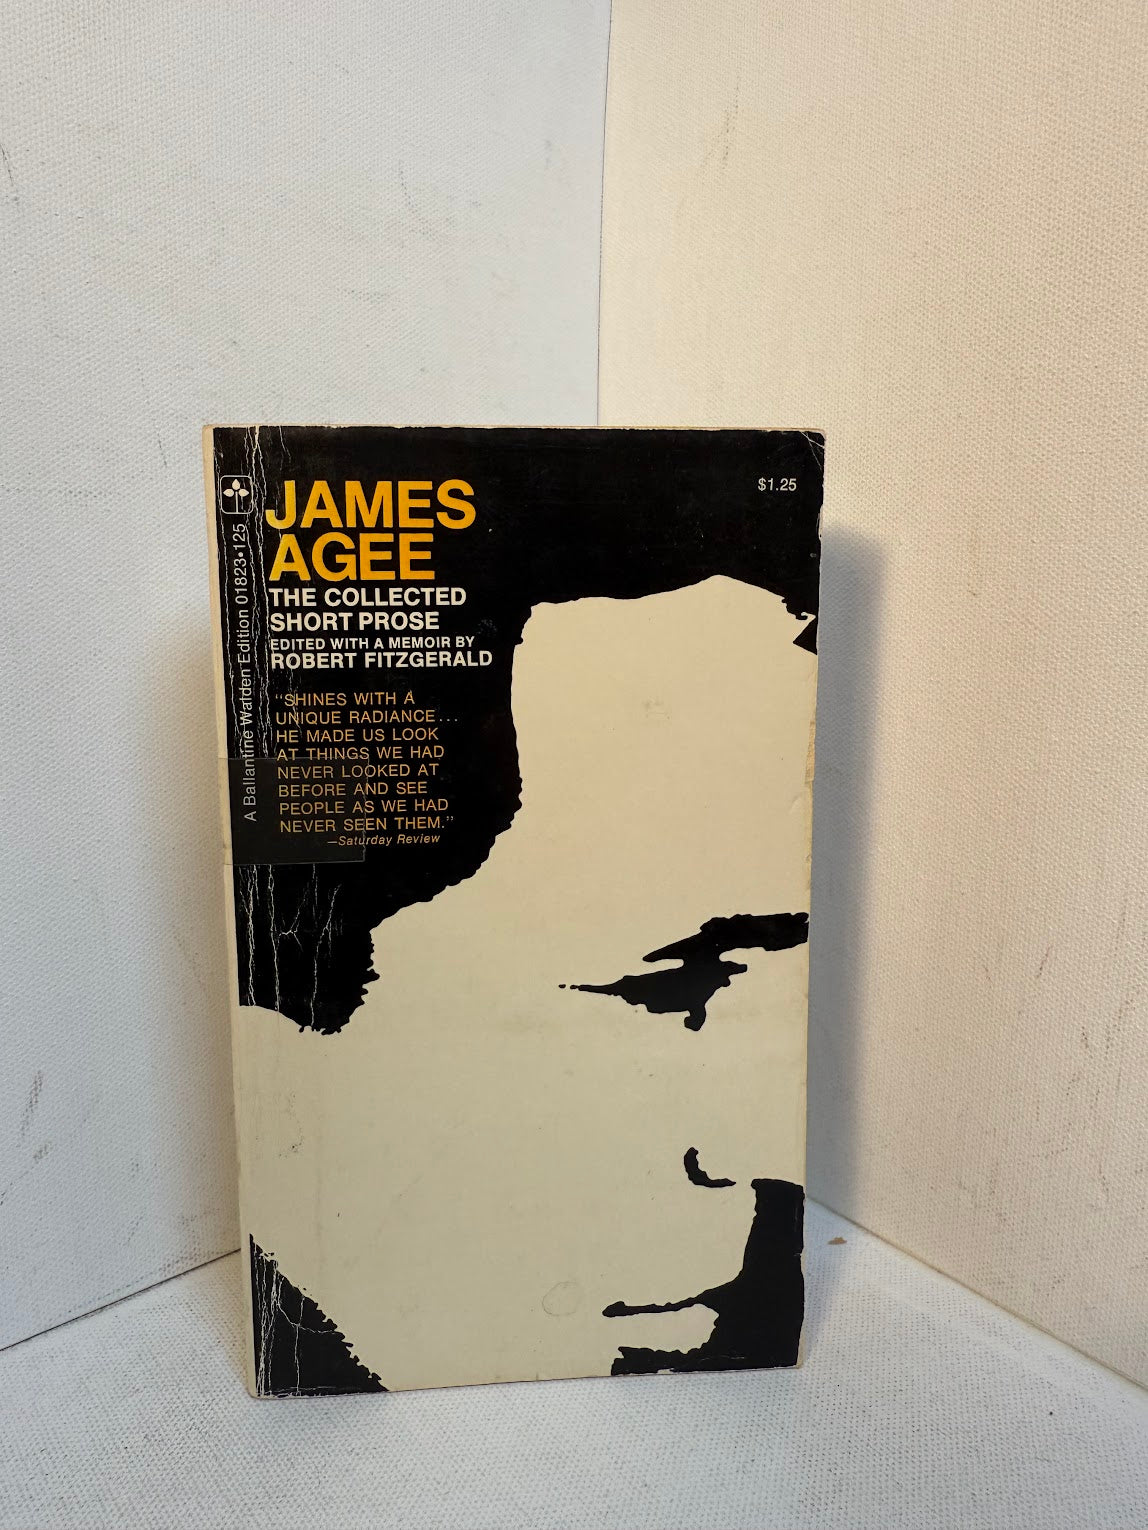 $1.25
JAMES
AGEE
THE COLLECTED
SHORT PROSE
EDITED WITH A MEMOIR BY
ROBERT FITZGERALD
"SHINES WITH A
UNIQUE RADIANCE...
HE MADE US LOOK
AT THINGS WE HAD
NEVER LOOKED AT
BEFORE AND SEE
PEOPLE AS WE HAD
NEVER SEEN THEM."
—Saturday Review
A Ballantine Walden Edition 01823•125